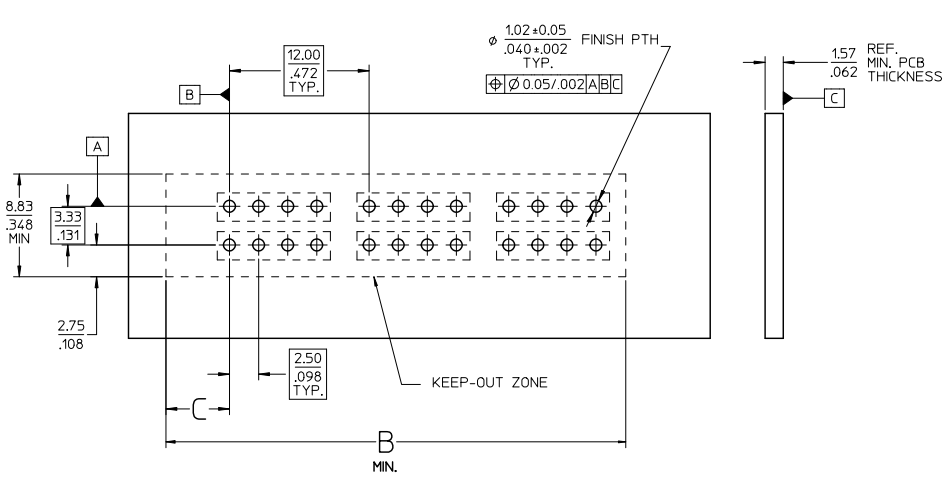 12.00
.472
TYP.
⌀ 1.02±0.05
.040±.002
TYP.
FINISH PTH
⌖ ⌀ 0.05/.002 A B C
1.57
.062
REF.
MIN. PCB
THICKNESS
B
C
A
8.83
.348
MIN
3.33
.131
2.75
.108
2.50
.098
TYP.
KEEP-OUT ZONE
C
B
MIN.